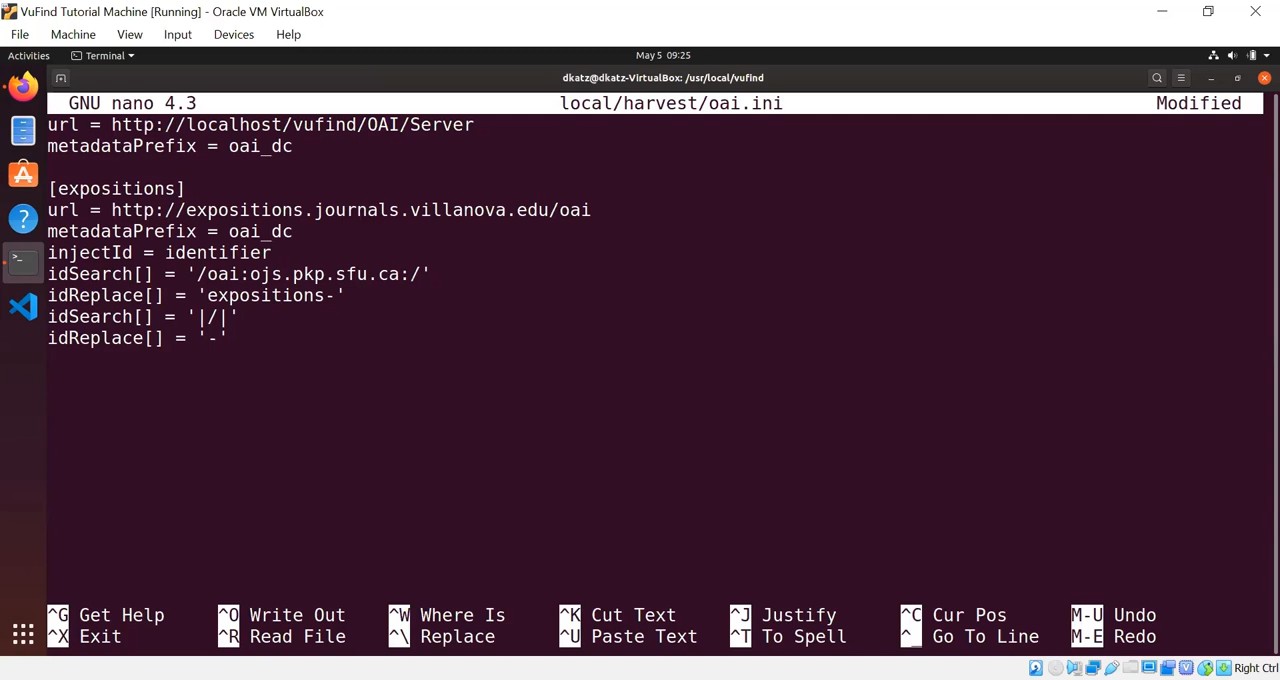 VuFind Tutorial Machine [Running] - Oracle VM VirtualBox
File Machine View Input Devices Help
Activities Terminal May 5 09:25
dkatz@dkatz-VirtualBox: /usr/local/vufind
GNU nano 4.3 local/harvest/oai.ini Modified
url = http://localhost/vufind/OAI/Server
metadataPrefix = oai_dc
[expositions]
url = http://expositions.journals.villanova.edu/oai
metadataPrefix = oai_dc
injectId = identifier
idSearch[] = '/oai:ojs.pkp.sfu.ca:/'
idReplace[] = 'expositions-'
idSearch[] = '|/|'
idReplace[] = '-'
^G Get Help ^O Write Out ^W Where Is ^K Cut Text ^J Justify ^C Cur Pos M-U Undo
^X Exit ^R Read File ^\ Replace ^U Paste Text ^T To Spell ^_ Go To Line M-E Redo
Right Ctrl